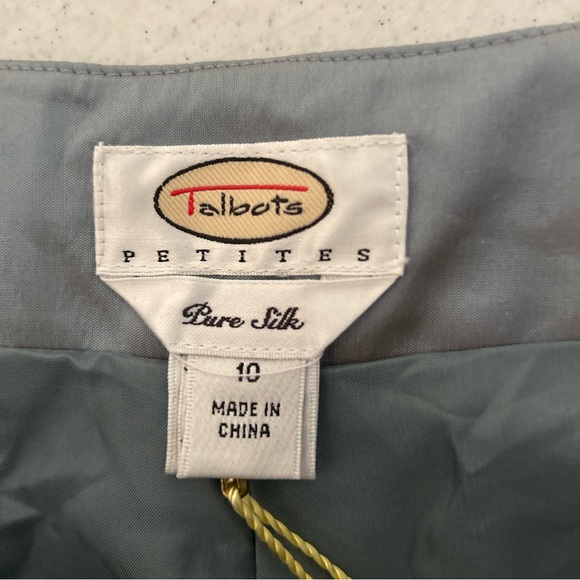 Talbots
PETITES
Pure Silk
10
MADE IN
CHINA